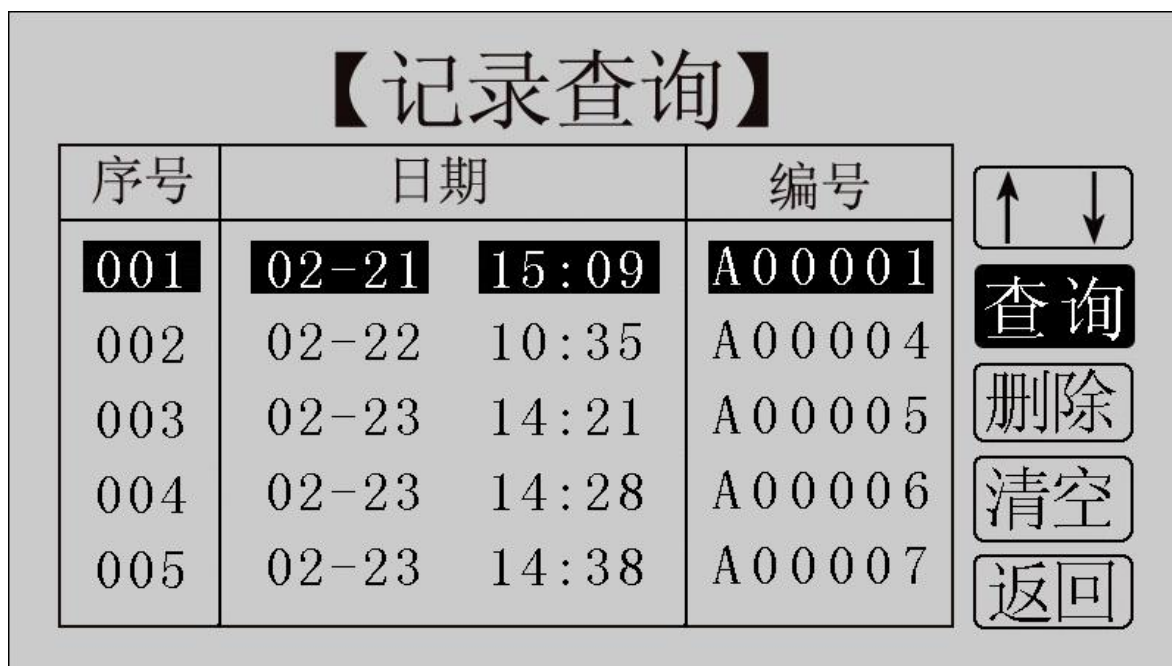 【记录查询】
序号 日期 编号
001 02-21 15:09 A00001
002 02-22 10:35 A00004
003 02-23 14:21 A00005
004 02-23 14:28 A00006
005 02-23 14:38 A00007
↑ ↓
查询
删除
清空
返回